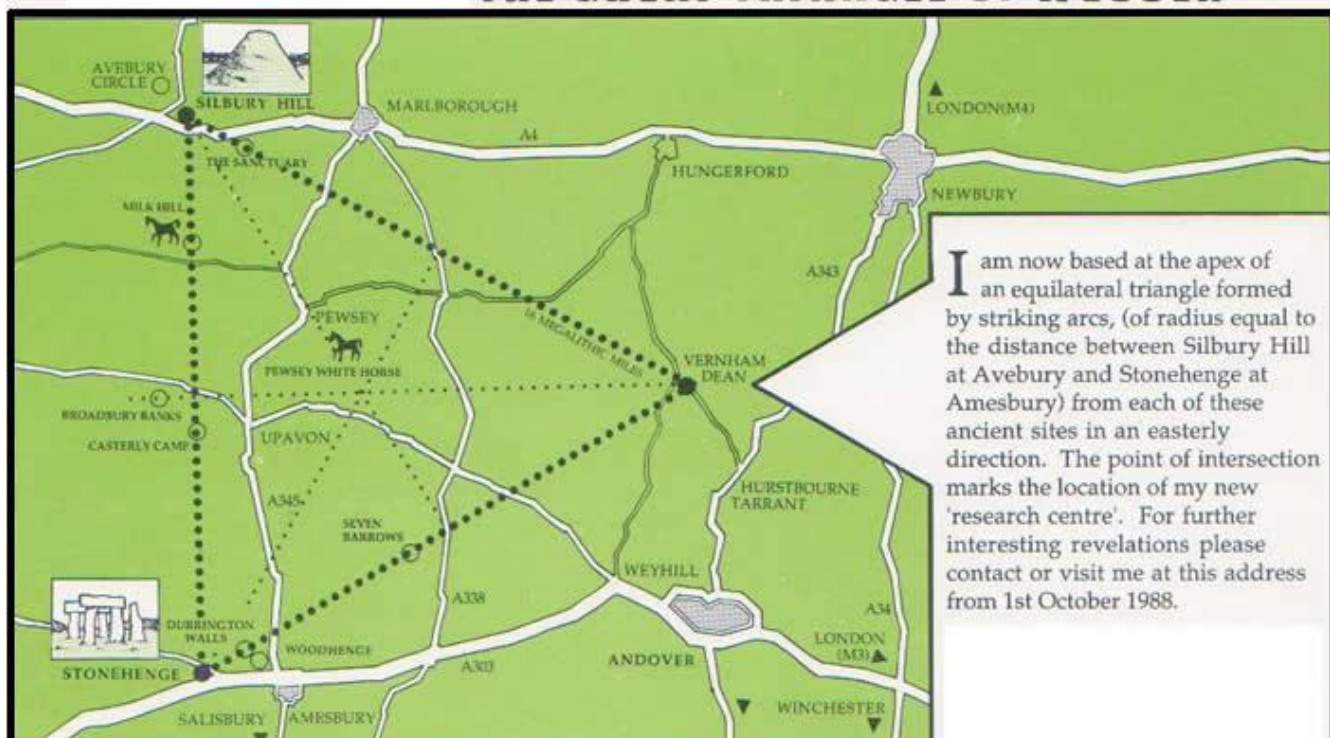 AVEBURY
CIRCLE
SILBURY HILL
MARLBOROUGH
A4
LONDON(M4)
THE SANCTUARY
HUNGERFORD
NEWBURY
MILK HILL
A343
PEWSEY
16 MEGALITHIC MILES
VERNHAM
DEAN
PEWSEY WHITE HORSE
BROADBURY BANKS
CASTERLY CAMP
UPAVON
A345
HURSTBOURNE
TARRANT
SEVEN
BARROWS
WEYHILL
A338
A34
DURRINGTON
WALLS
WOODHENGE
LONDON
(M3)
STONEHENGE
A303
ANDOVER
SALISBURY
AMESBURY
WINCHESTER
I am now based at the apex of
an equilateral triangle formed
by striking arcs, (of radius equal to
the distance between Silbury Hill
at Avebury and Stonehenge at
Amesbury) from each of these
ancient sites in an easterly
direction. The point of intersection
marks the location of my new
'research centre'. For further
interesting revelations please
contact or visit me at this address
from 1st October 1988.